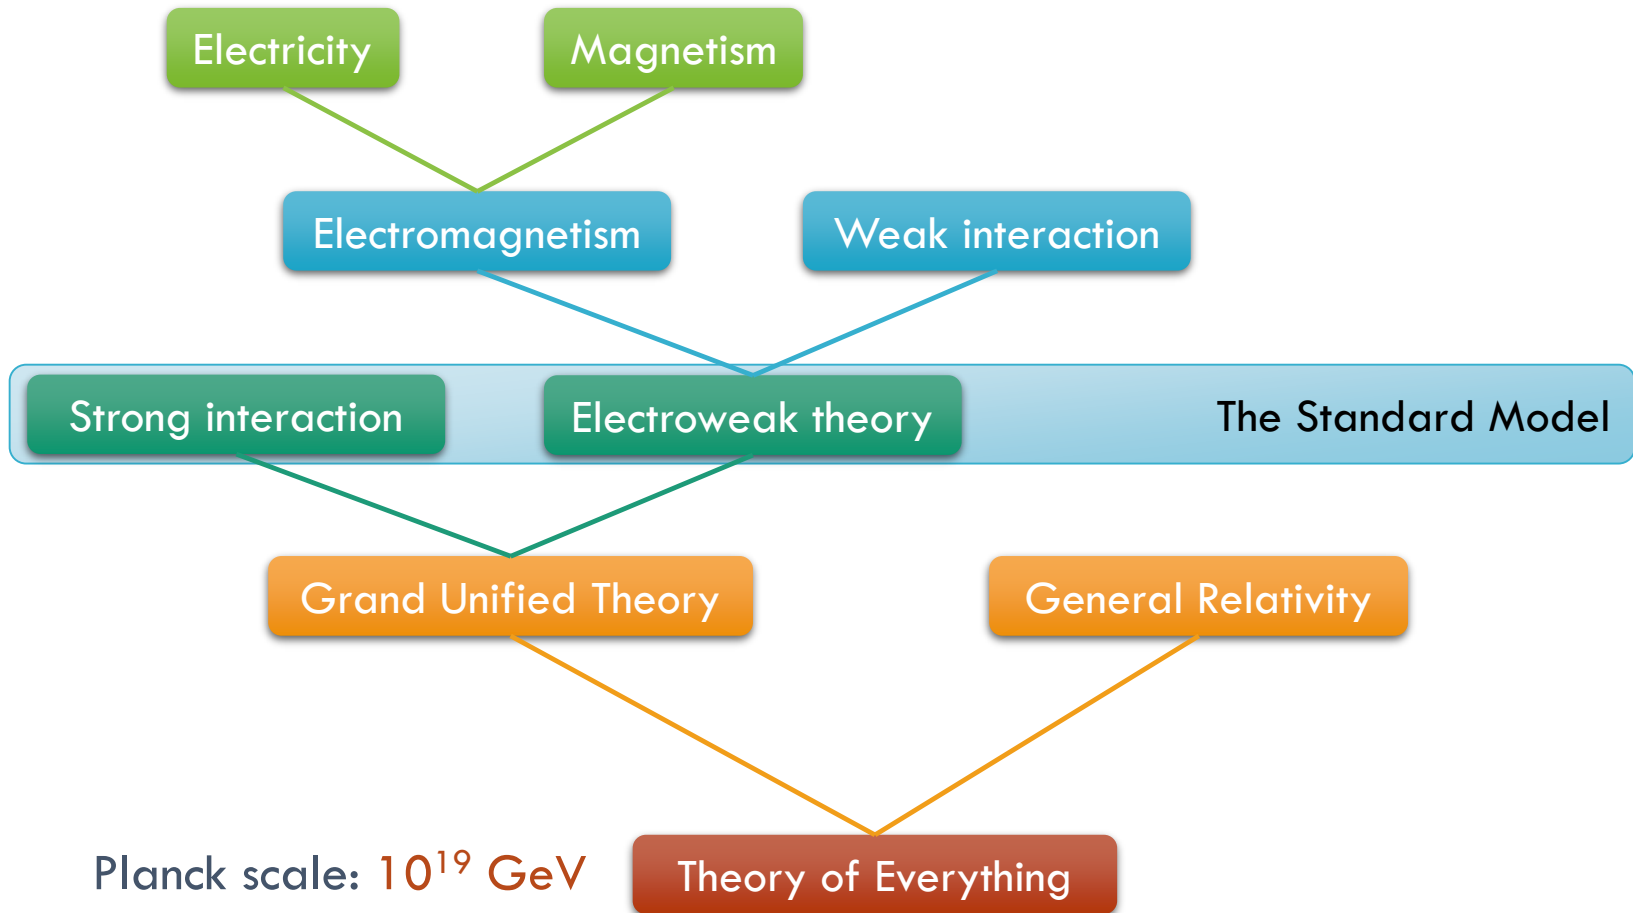 Electricity
Magnetism
Electromagnetism
Weak interaction
Strong interaction
Electroweak theory
The Standard Model
Grand Unified Theory
General Relativity
Planck scale: 10¹⁹ GeV
Theory of Everything